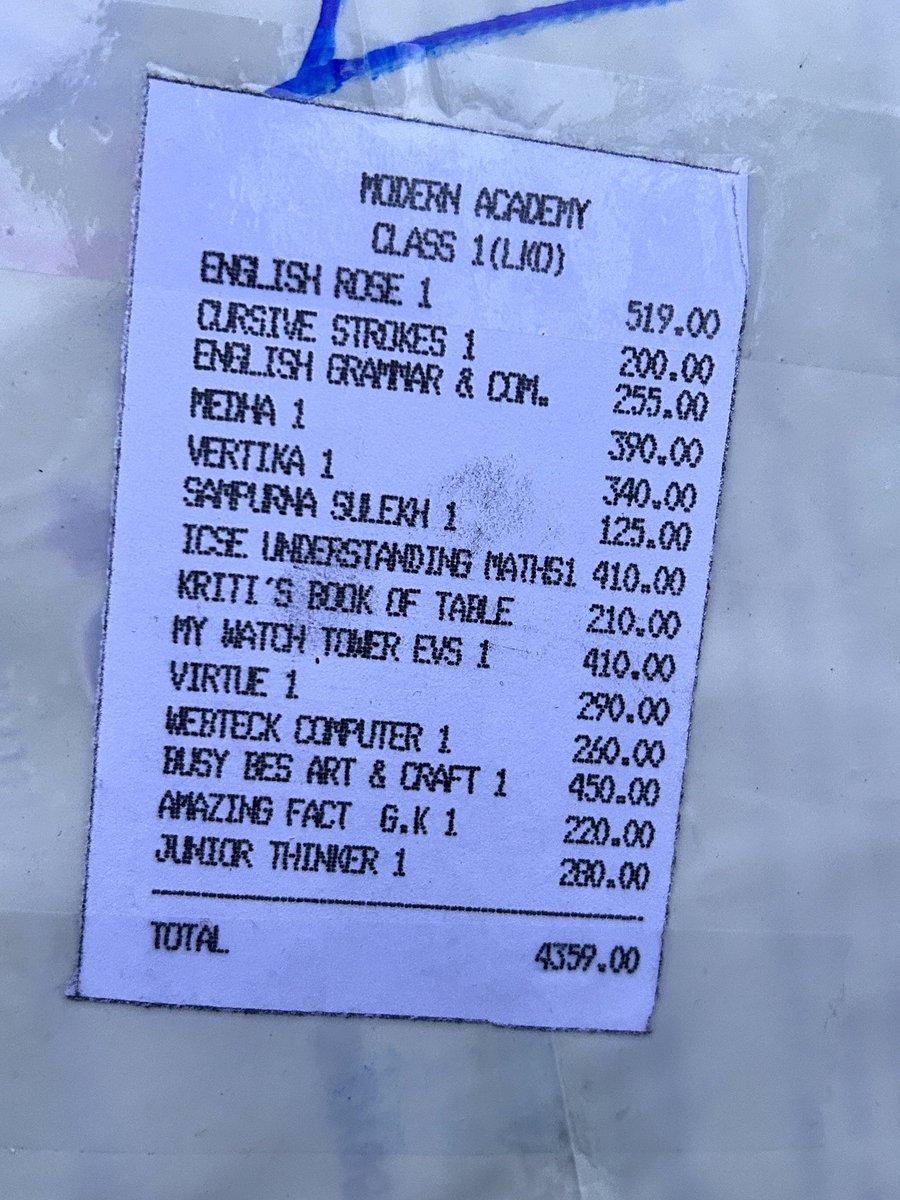 MODERN ACADEMY
CLASS 1(LKO)
ENGLISH ROSE 1 519.00
CURSIVE STROKES 1 200.00
ENGLISH GRAMMAR & COM.. 255.00
MEDHA 1 390.00
VERTIKA 1 340.00
SAMPURNA SULEKH 1 125.00
ICSE UNDERSTANDING MATHS1 410.00
KRITI'S BOOK OF TABLE 210.00
MY WATCH TOWER EVS 1 410.00
VIRTUE 1 290.00
WEBTECK COMPUTER 1 260.00
BUSY BES ART & CRAFT 1 450.00
AMAZING FACT G.K 1 220.00
JUNIOR THINKER 1 280.00
TOTAL 4359.00